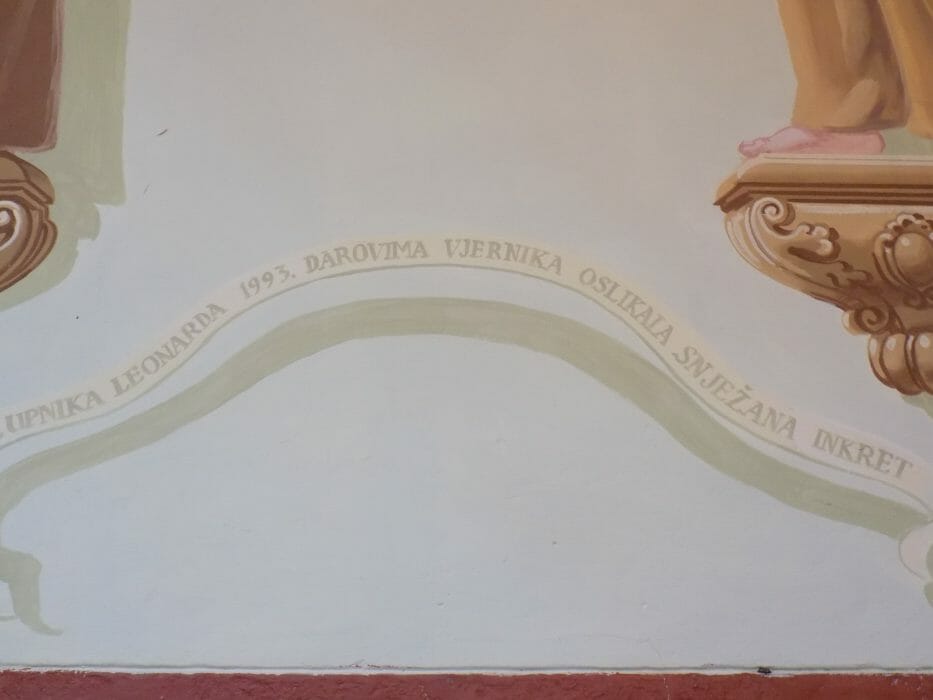 UPNIKA LEONARDA 1993. DAROVIMA VJERNIKA OSLIKALA SNJEŽANA INKRET